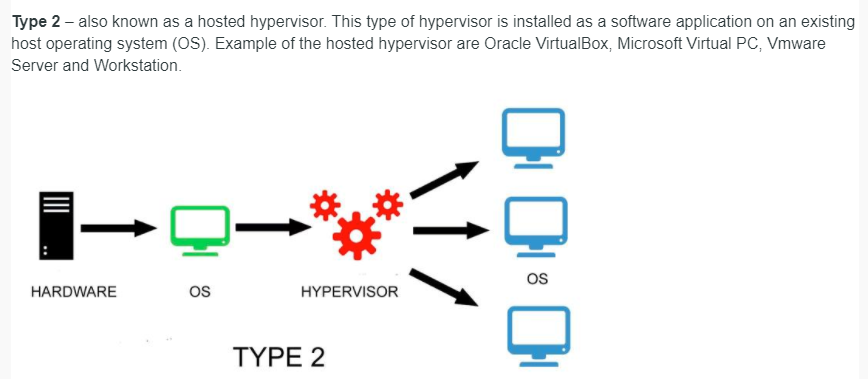 Type 2 – also known as a hosted hypervisor. This type of hypervisor is installed as a software application on an existing
host operating system (OS). Example of the hosted hypervisor are Oracle VirtualBox, Microsoft Virtual PC, Vmware
Server and Workstation.
HARDWARE
OS
HYPERVISOR
OS
TYPE 2